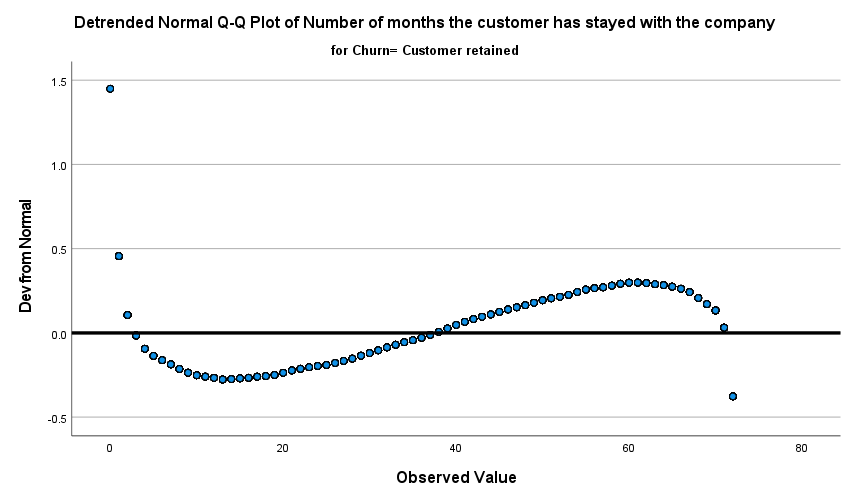 Detrended Normal Q-Q Plot of Number of months the customer has stayed with the company
for Churn= Customer retained
Dev from Normal
1.5
1.0
0.5
0.0
-0.5
0 20 40 60 80
Observed Value